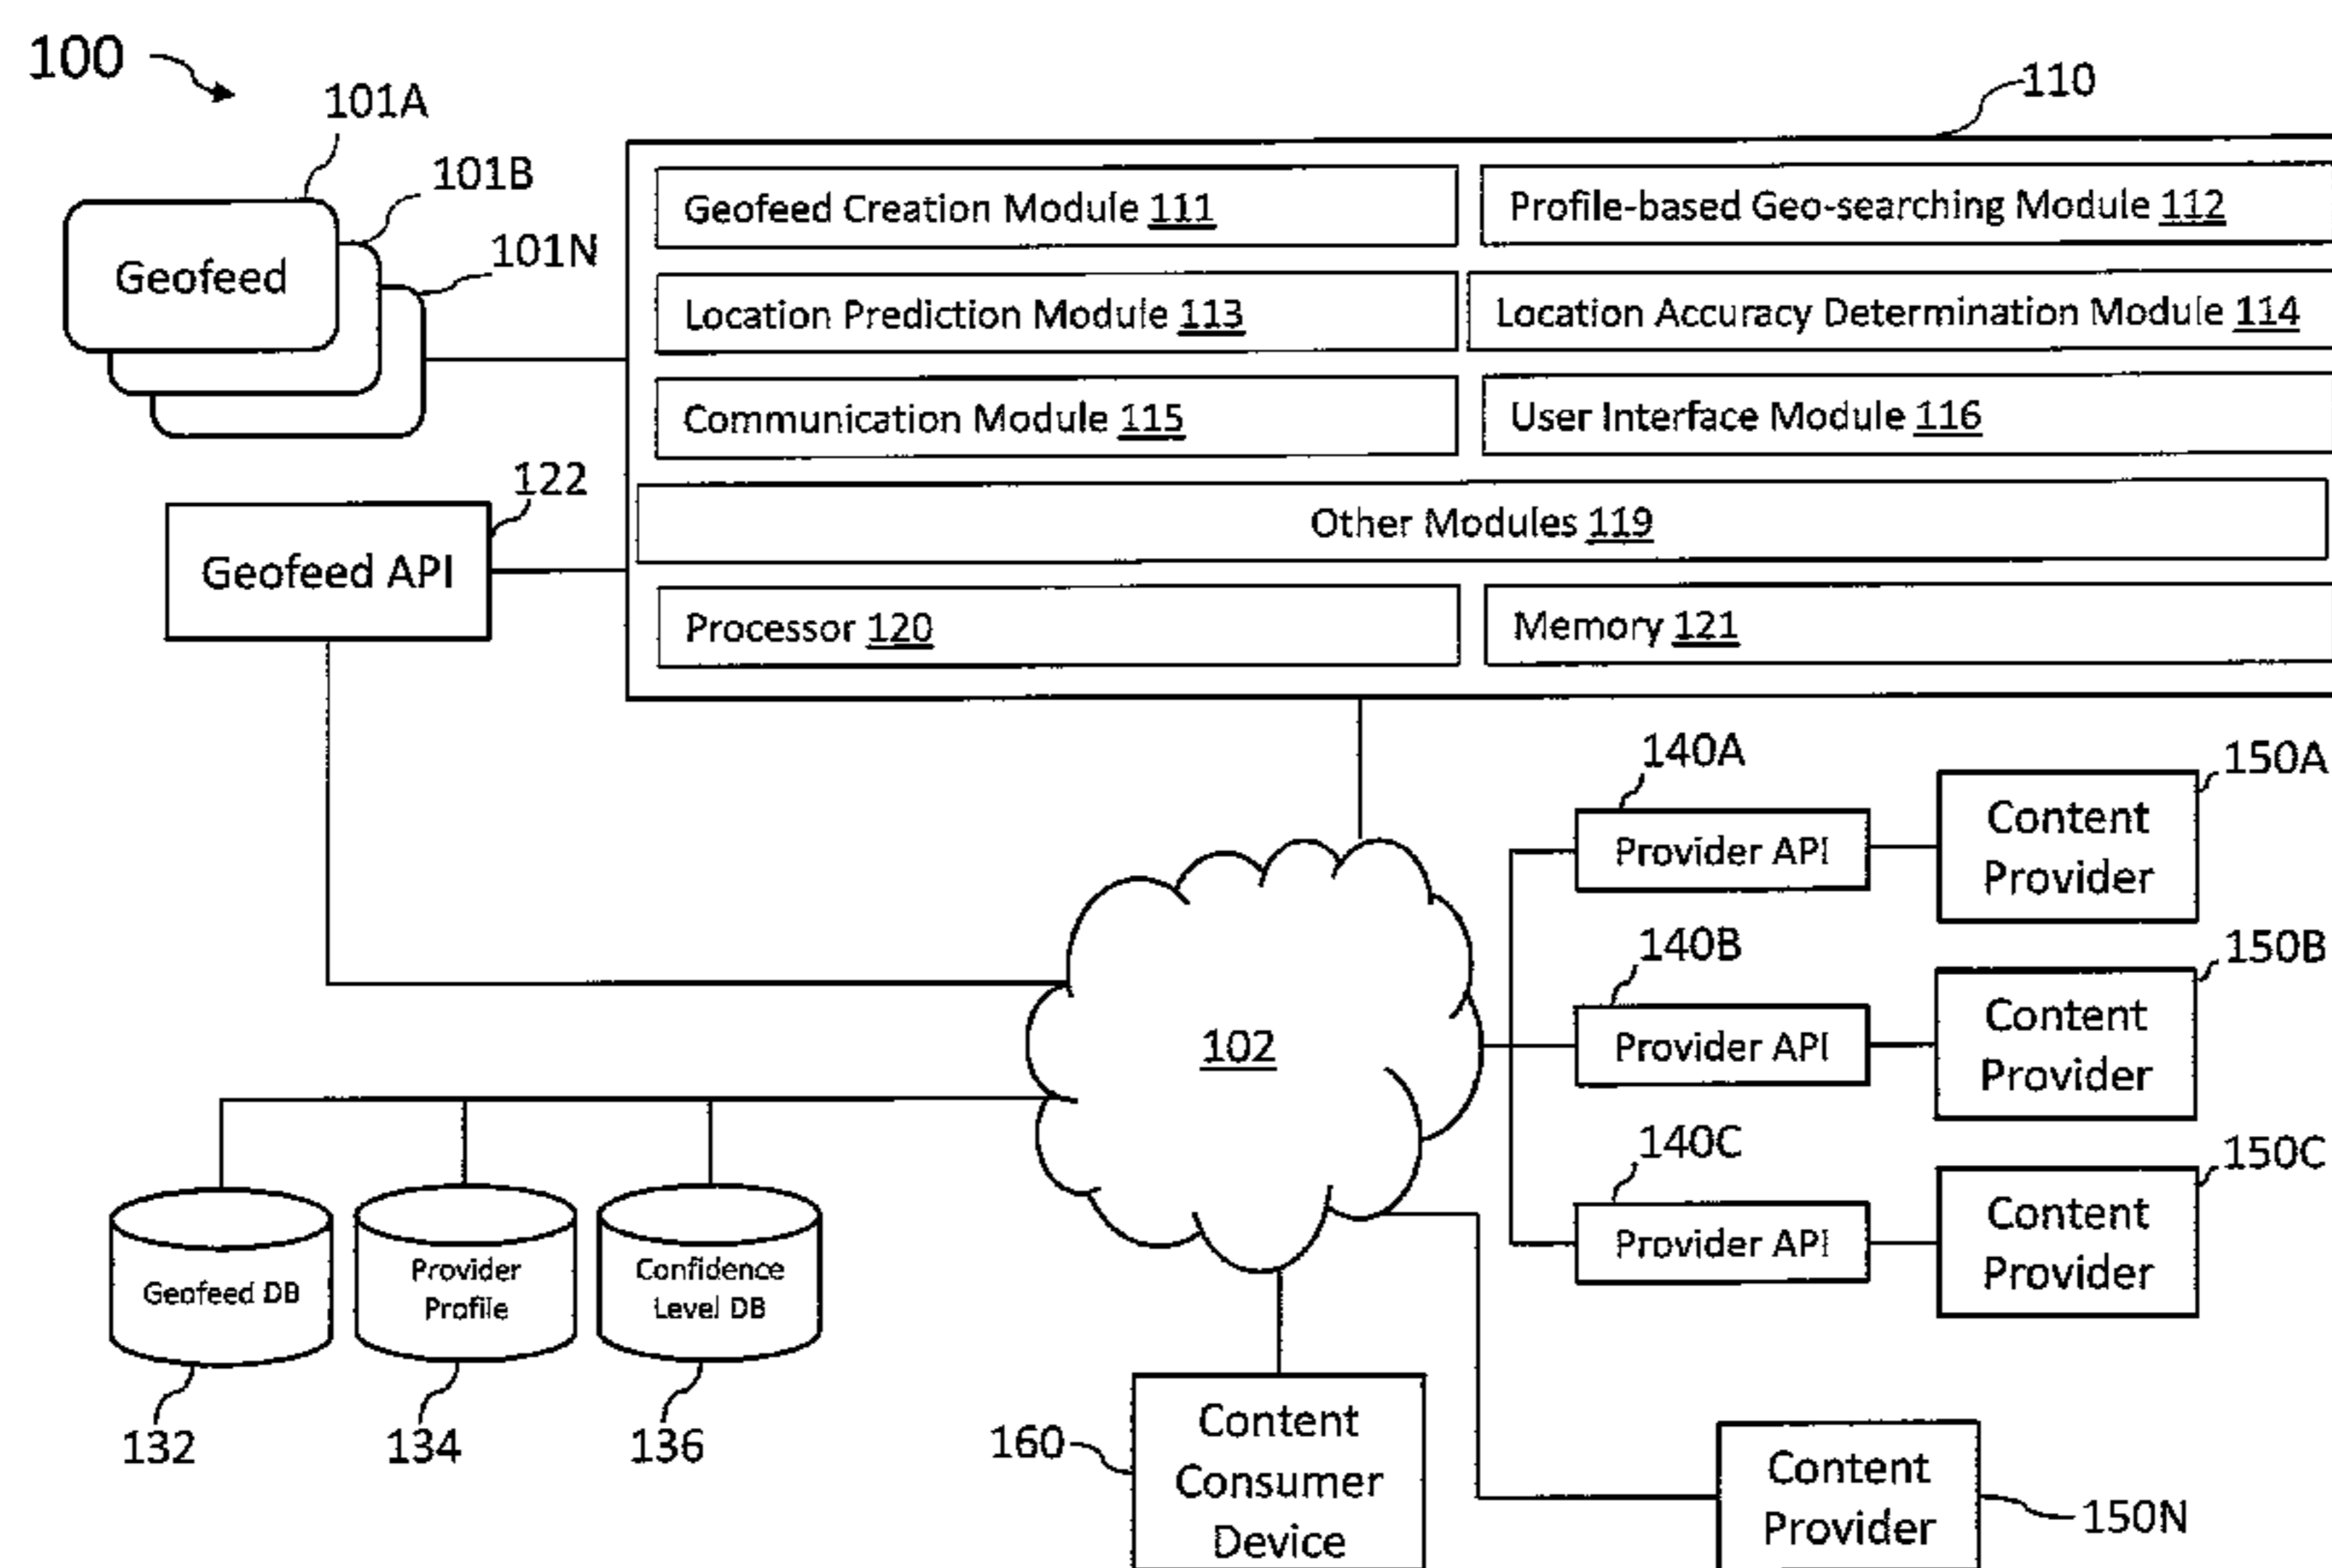 100
101A
110
101B
101N
Geofeed
Geofeed Creation Module 111
Profile-based Geo-searching Module 112
Location Prediction Module 113
Location Accuracy Determination Module 114
Communication Module 115
User Interface Module 116
122
Other Modules 119
Geofeed API
Processor 120
Memory 121
140A
150A
Provider API
Content
Provider
140B
150B
102
Provider API
Content
Provider
140C
150C
Provider API
Content
Provider
Geofeed DB
Provider
Profile
Confidence
Level DB
132
134
136
160
Content
Consumer
Device
Content
Provider
150N